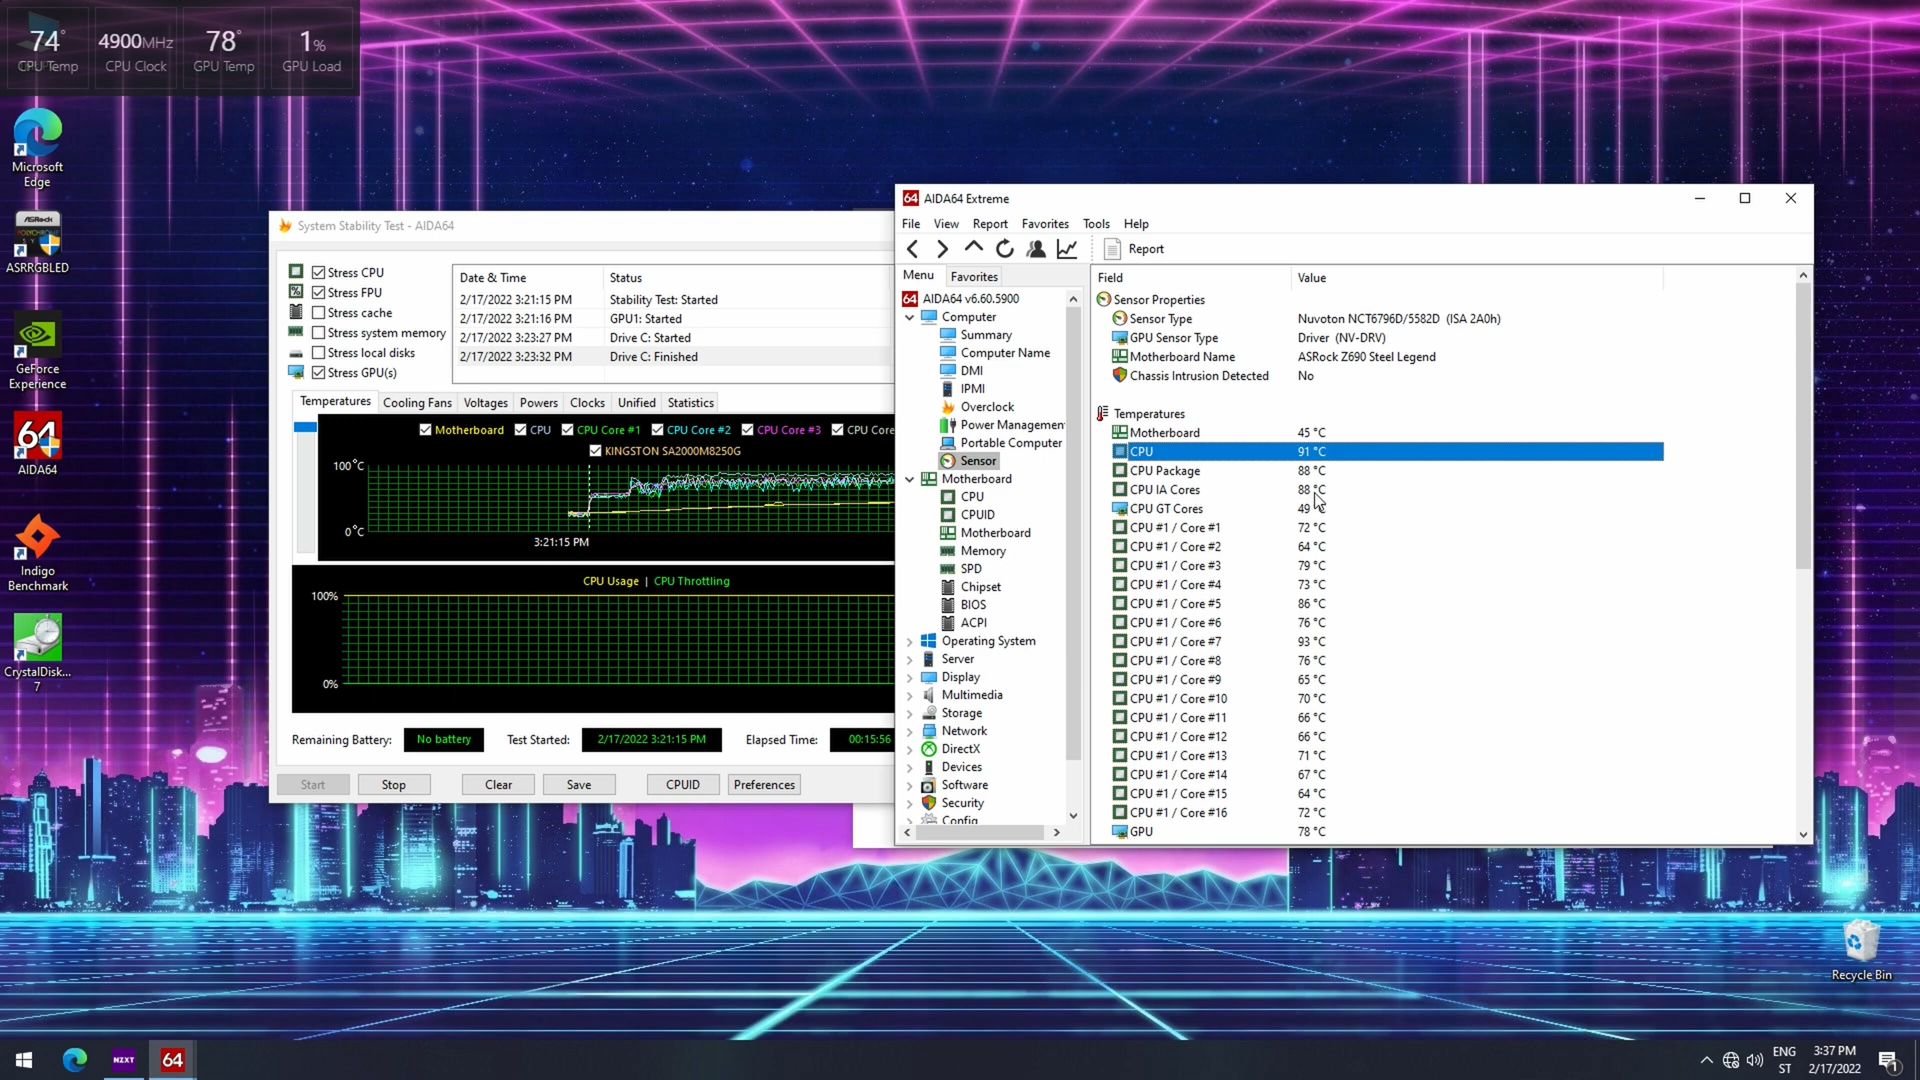 74°
CPU Temp
4900MHz
CPU Clock
78°
GPU Temp
1%
GPU Load
Microsoft
Edge
ASRock
POLYCHROME
ASRRGBLED
GeForce
Experience
64
AIDA64
Indigo
Benchmark
CrystalDisk...
7
Recycle Bin
System Stability Test - AIDA64
Stress CPU
Stress FPU
Stress cache
Stress system memory
Stress local disks
Stress GPU(s)
Date & Time Status
2/17/2022 3:21:15 PM Stability Test: Started
2/17/2022 3:21:16 PM GPU1: Started
2/17/2022 3:23:27 PM Drive C: Started
2/17/2022 3:23:32 PM Drive C: Finished
Temperatures Cooling Fans Voltages Powers Clocks Unified Statistics
Motherboard CPU CPU Core #1 CPU Core #2 CPU Core #3 CPU Core
KINGSTON SA2000M8250G
100°C
0°C
3:21:15 PM
CPU Usage | CPU Throttling
100%
0%
Remaining Battery: No battery Test Started: 2/17/2022 3:21:15 PM Elapsed Time: 00:15:56
Start Stop Clear Save CPUID Preferences
64 AIDA64 Extreme
File View Report Favorites Tools Help
Report
Menu Favorites
64 AIDA64 v6.60.5900
Computer
Summary
Computer Name
DMI
IPMI
Overclock
Power Managemen
Portable Computer
Sensor
Motherboard
CPU
CPUID
Motherboard
Memory
SPD
Chipset
BIOS
ACPI
Operating System
Server
Display
Multimedia
Storage
Network
DirectX
Devices
Software
Security
Config
Field Value
Sensor Properties
Sensor Type Nuvoton NCT6796D/5582D (ISA 2A0h)
GPU Sensor Type Driver (NV-DRV)
Motherboard Name ASRock Z690 Steel Legend
Chassis Intrusion Detected No
Temperatures
Motherboard 45 °C
CPU 91 °C
CPU Package 88 °C
CPU IA Cores 88 °C
CPU GT Cores 49 °C
CPU #1 / Core #1 72 °C
CPU #1 / Core #2 64 °C
CPU #1 / Core #3 79 °C
CPU #1 / Core #4 73 °C
CPU #1 / Core #5 86 °C
CPU #1 / Core #6 76 °C
CPU #1 / Core #7 93 °C
CPU #1 / Core #8 76 °C
CPU #1 / Core #9 65 °C
CPU #1 / Core #10 70 °C
CPU #1 / Core #11 66 °C
CPU #1 / Core #12 66 °C
CPU #1 / Core #13 71 °C
CPU #1 / Core #14 67 °C
CPU #1 / Core #15 64 °C
CPU #1 / Core #16 72 °C
GPU 78 °C
NZXT
64
ENG
ST
3:37 PM
2/17/2022
1